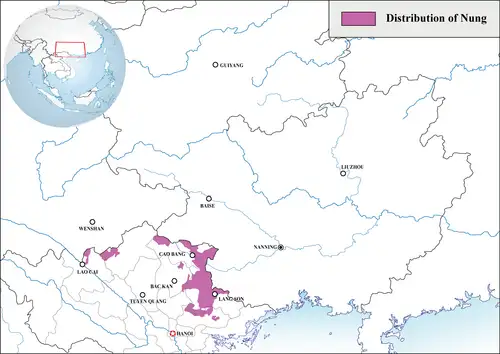 Distribution of Nung
GUIYANG
LIUZHOU
BAISE
WENSHAN
NANNING
CAO BANG
LAO CAI
BAC KAN
TUYEN QUANG
LANG SON
HANOI